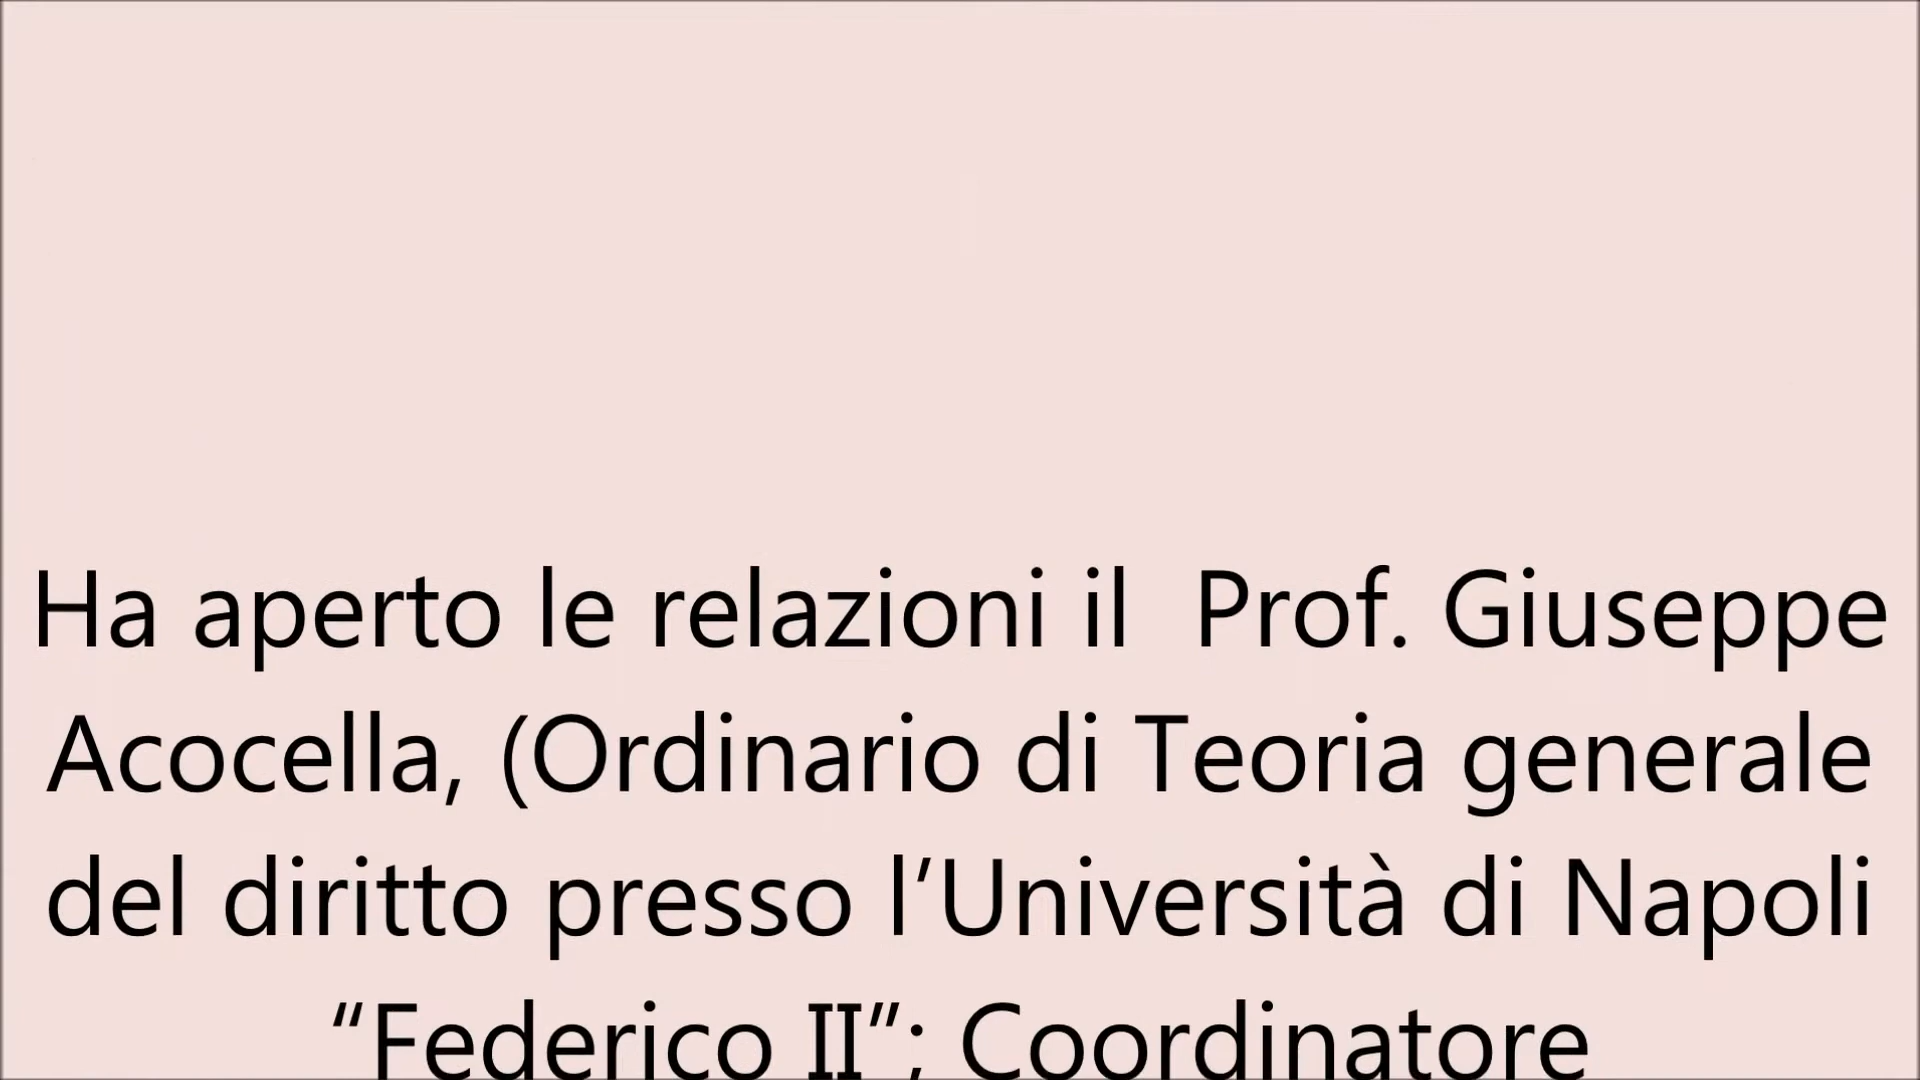 Ha aperto le relazioni il  Prof. Giuseppe
Acocella, (Ordinario di Teoria generale
del diritto presso l’Università di Napoli
“Federico II”; Coordinatore